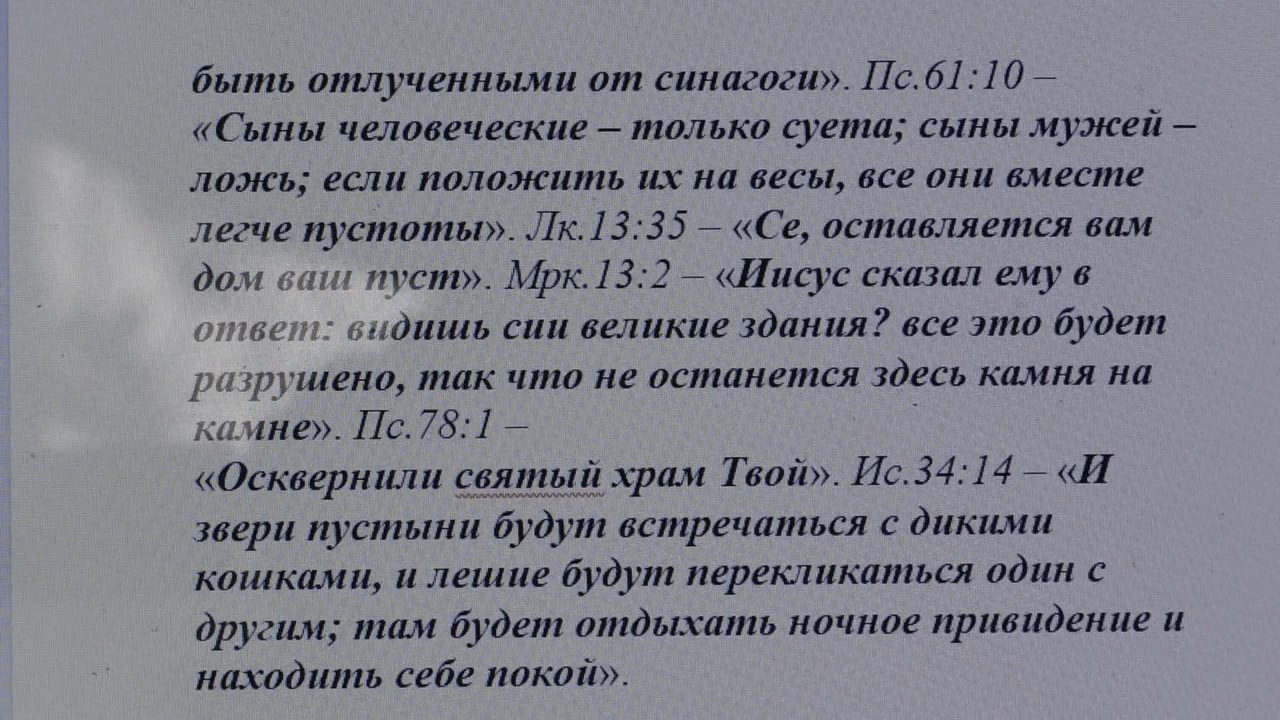 быть отлученными от синагоги». Пс.61:10 –
«Сыны человеческие – только суета; сыны мужей –
ложь; если положить их на весы, все они вместе
легче пустоты». Лк.13:35 – «Се, оставляется вам
дом ваш пуст». Мрк.13:2 – «Иисус сказал ему в
ответ: видишь сии великие здания? все это будет
разрушено, так что не останется здесь камня на
камне». Пс.78:1 –
«Осквернили святый храм Твой». Ис.34:14 – «И
звери пустыни будут встречаться с дикими
кошками, и лешие будут перекликаться один с
другим; там будет отдыхать ночное привидение и
находить себе покой».